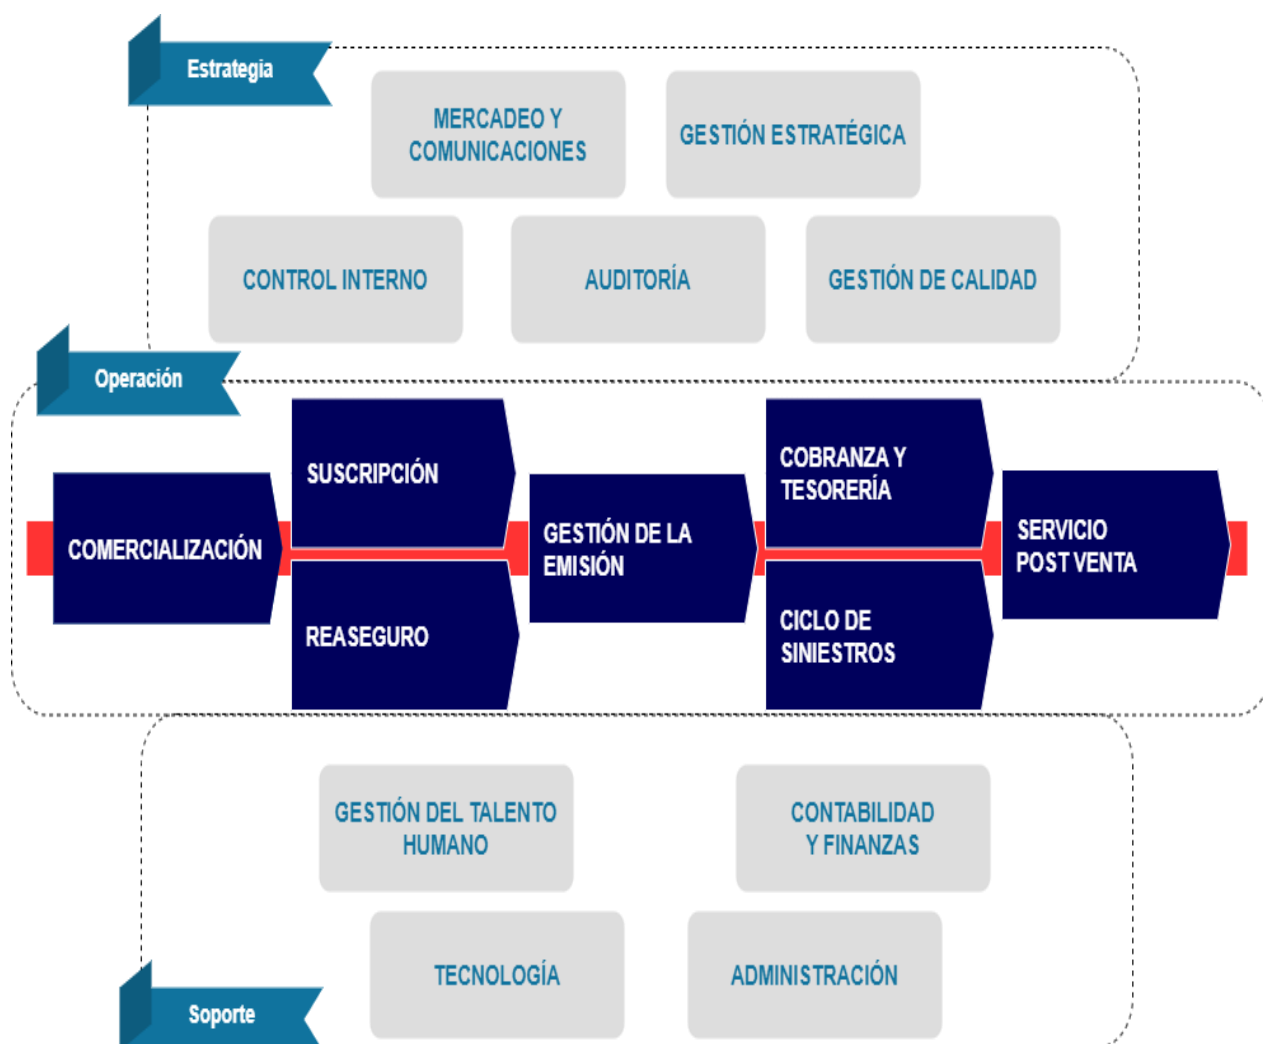 Estrategia
MERCADEO Y
COMUNICACIONES
GESTIÓN ESTRATÉGICA
CONTROL INTERNO
AUDITORÍA
GESTIÓN DE CALIDAD
Operación
COMERCIALIZACIÓN
SUSCRIPCIÓN
REASEGURO
GESTIÓN DE LA
EMISIÓN
COBRANZA Y
TESORERÍA
CICLO DE
SINIESTROS
SERVICIO
POST VENTA
GESTIÓN DEL TALENTO
HUMANO
CONTABILIDAD
Y FINANZAS
TECNOLOGÍA
ADMINISTRACIÓN
Soporte